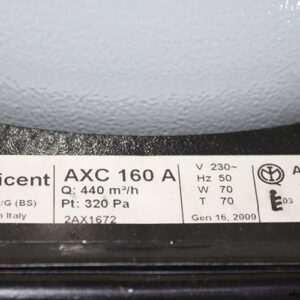 icent
/G (BS)
n Italy
AXC 160 A
Q: 440 m³/h
Pt: 320 Pa
2AX1672
V 230~
Hz 50
W 70
T 70
Gen 16, 2009
A
E03